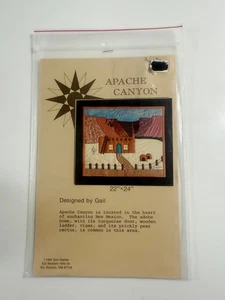 APACHE
CANYON
22"×24"
Designed by Gail
Apache Canyon is located in the heart
of enchanting New Mexico. The adobe
home, with its turquoise door, wooden
ladder, vigas, and its prickly pear
cactus, is common in this area.